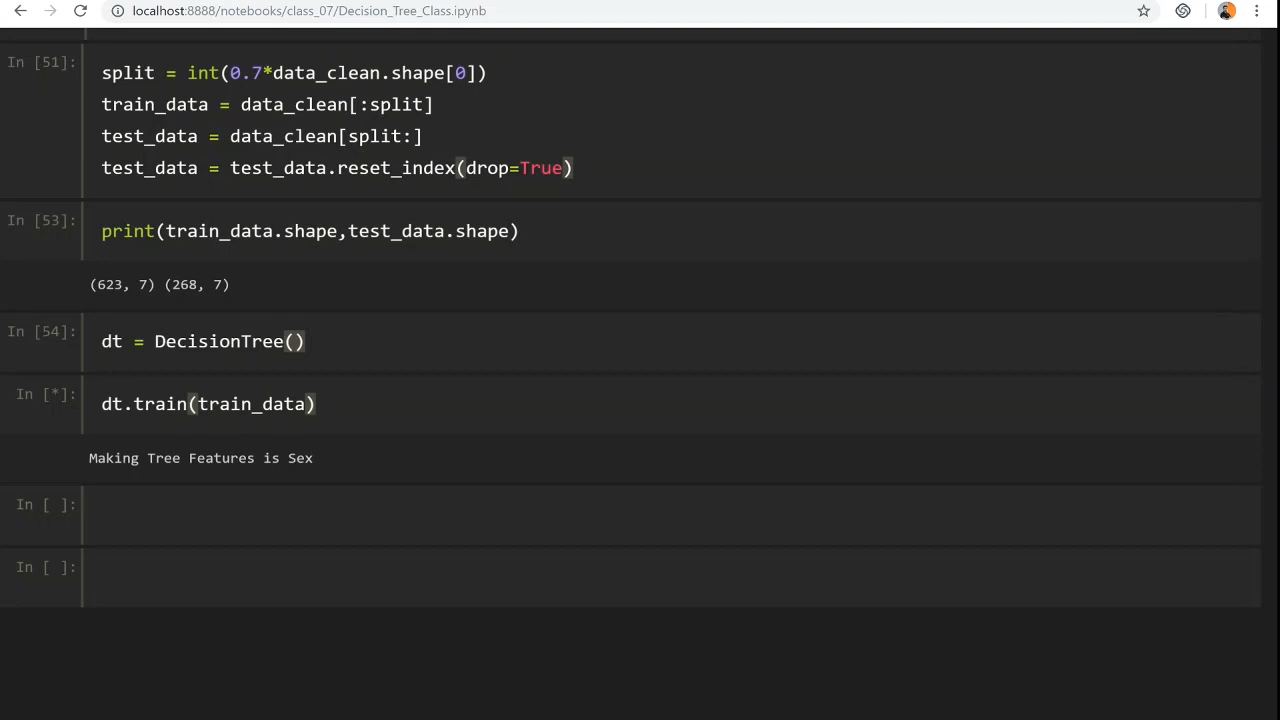 localhost:8888/notebooks/class_07/Decision_Tree_Class.ipynb
In [51]:
split = int(0.7*data_clean.shape[0])
train_data = data_clean[:split]
test_data = data_clean[split:]
test_data = test_data.reset_index(drop=True)
In [53]:
print(train_data.shape,test_data.shape)
(623, 7) (268, 7)
In [54]:
dt = DecisionTree()
In [*]:
dt.train(train_data)
Making Tree Features is Sex
In [ ]:
In [ ]: